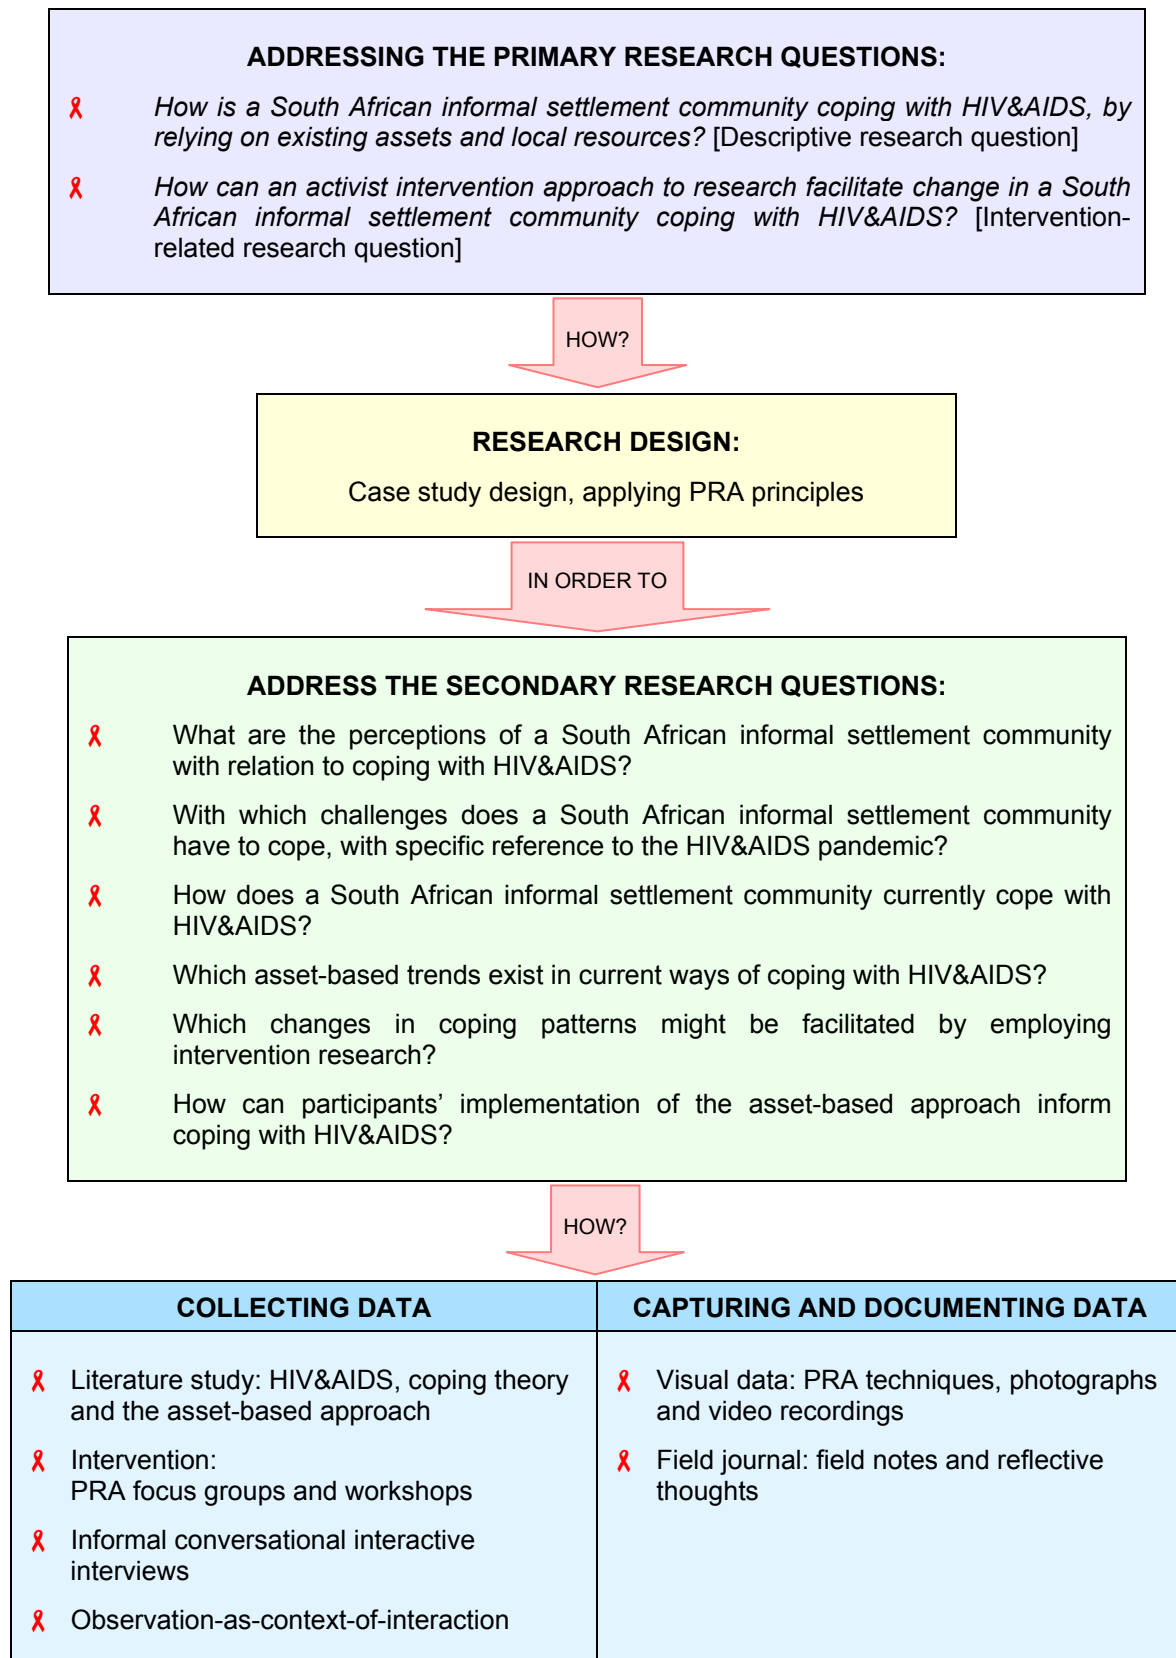 ADDRESSING THE PRIMARY RESEARCH QUESTIONS:
How is a South African informal settlement community coping with HIV&AIDS, by
relying on existing assets and local resources? [Descriptive research question]
How can an activist intervention approach to research facilitate change in a South
African informal settlement community coping with HIV&AIDS? [Intervention-
related research question]
HOW?
RESEARCH DESIGN:
Case study design, applying PRA principles
IN ORDER TO
ADDRESS THE SECONDARY RESEARCH QUESTIONS:
What are the perceptions of a South African informal settlement community
with relation to coping with HIV&AIDS?
With which challenges does a South African informal settlement community
have to cope, with specific reference to the HIV&AIDS pandemic?
How does a South African informal settlement community currently cope with
HIV&AIDS?
Which asset-based trends exist in current ways of coping with HIV&AIDS?
Which changes in coping patterns might be facilitated by employing
intervention research?
How can participants’ implementation of the asset-based approach inform
coping with HIV&AIDS?
HOW?
COLLECTING DATA
Literature study: HIV&AIDS, coping theory
and the asset-based approach
Intervention:
PRA focus groups and workshops
Informal conversational interactive
interviews
Observation-as-context-of-interaction
CAPTURING AND DOCUMENTING DATA
Visual data: PRA techniques, photographs
and video recordings
Field journal: field notes and reflective
thoughts